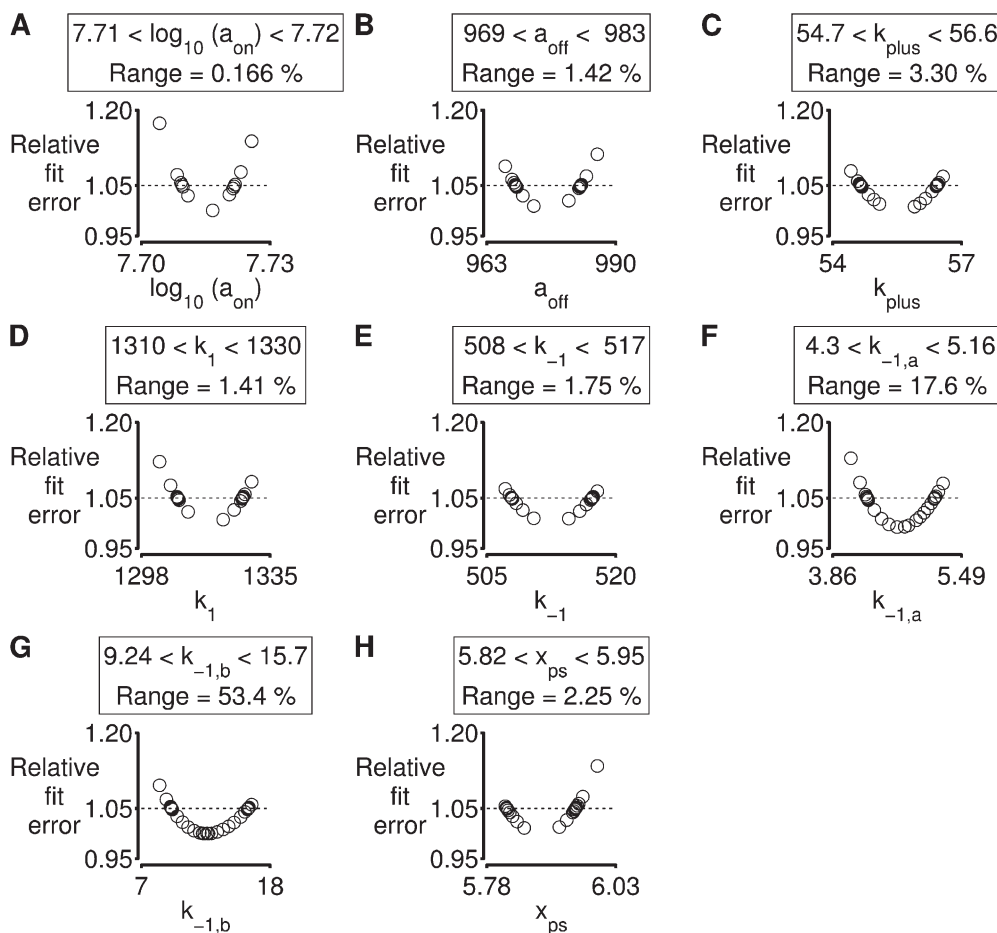 A
7.71 < log10 (aon) < 7.72
Range = 0.166 %
1.20
Relative
fit
error
1.05
0.95
7.70
7.73
log10 (aon)
B
969 < aoff < 983
Range = 1.42 %
1.20
Relative
fit
error
1.05
0.95
963
990
aoff
C
54.7 < kplus < 56.6
Range = 3.30 %
1.20
Relative
fit
error
1.05
0.95
54
57
kplus
D
1310 < k1 < 1330
Range = 1.41 %
1.20
Relative
fit
error
1.05
0.95
1298
1335
k1
E
508 < k−1 < 517
Range = 1.75 %
1.20
Relative
fit
error
1.05
0.95
505
520
k−1
F
4.3 < k−1,a < 5.16
Range = 17.6 %
1.20
Relative
fit
error
1.05
0.95
3.86
5.49
k−1,a
G
9.24 < k−1,b < 15.7
Range = 53.4 %
1.20
Relative
fit
error
1.05
0.95
7
18
k−1,b
H
5.82 < xps < 5.95
Range = 2.25 %
1.20
Relative
fit
error
1.05
0.95
5.78
6.03
xps